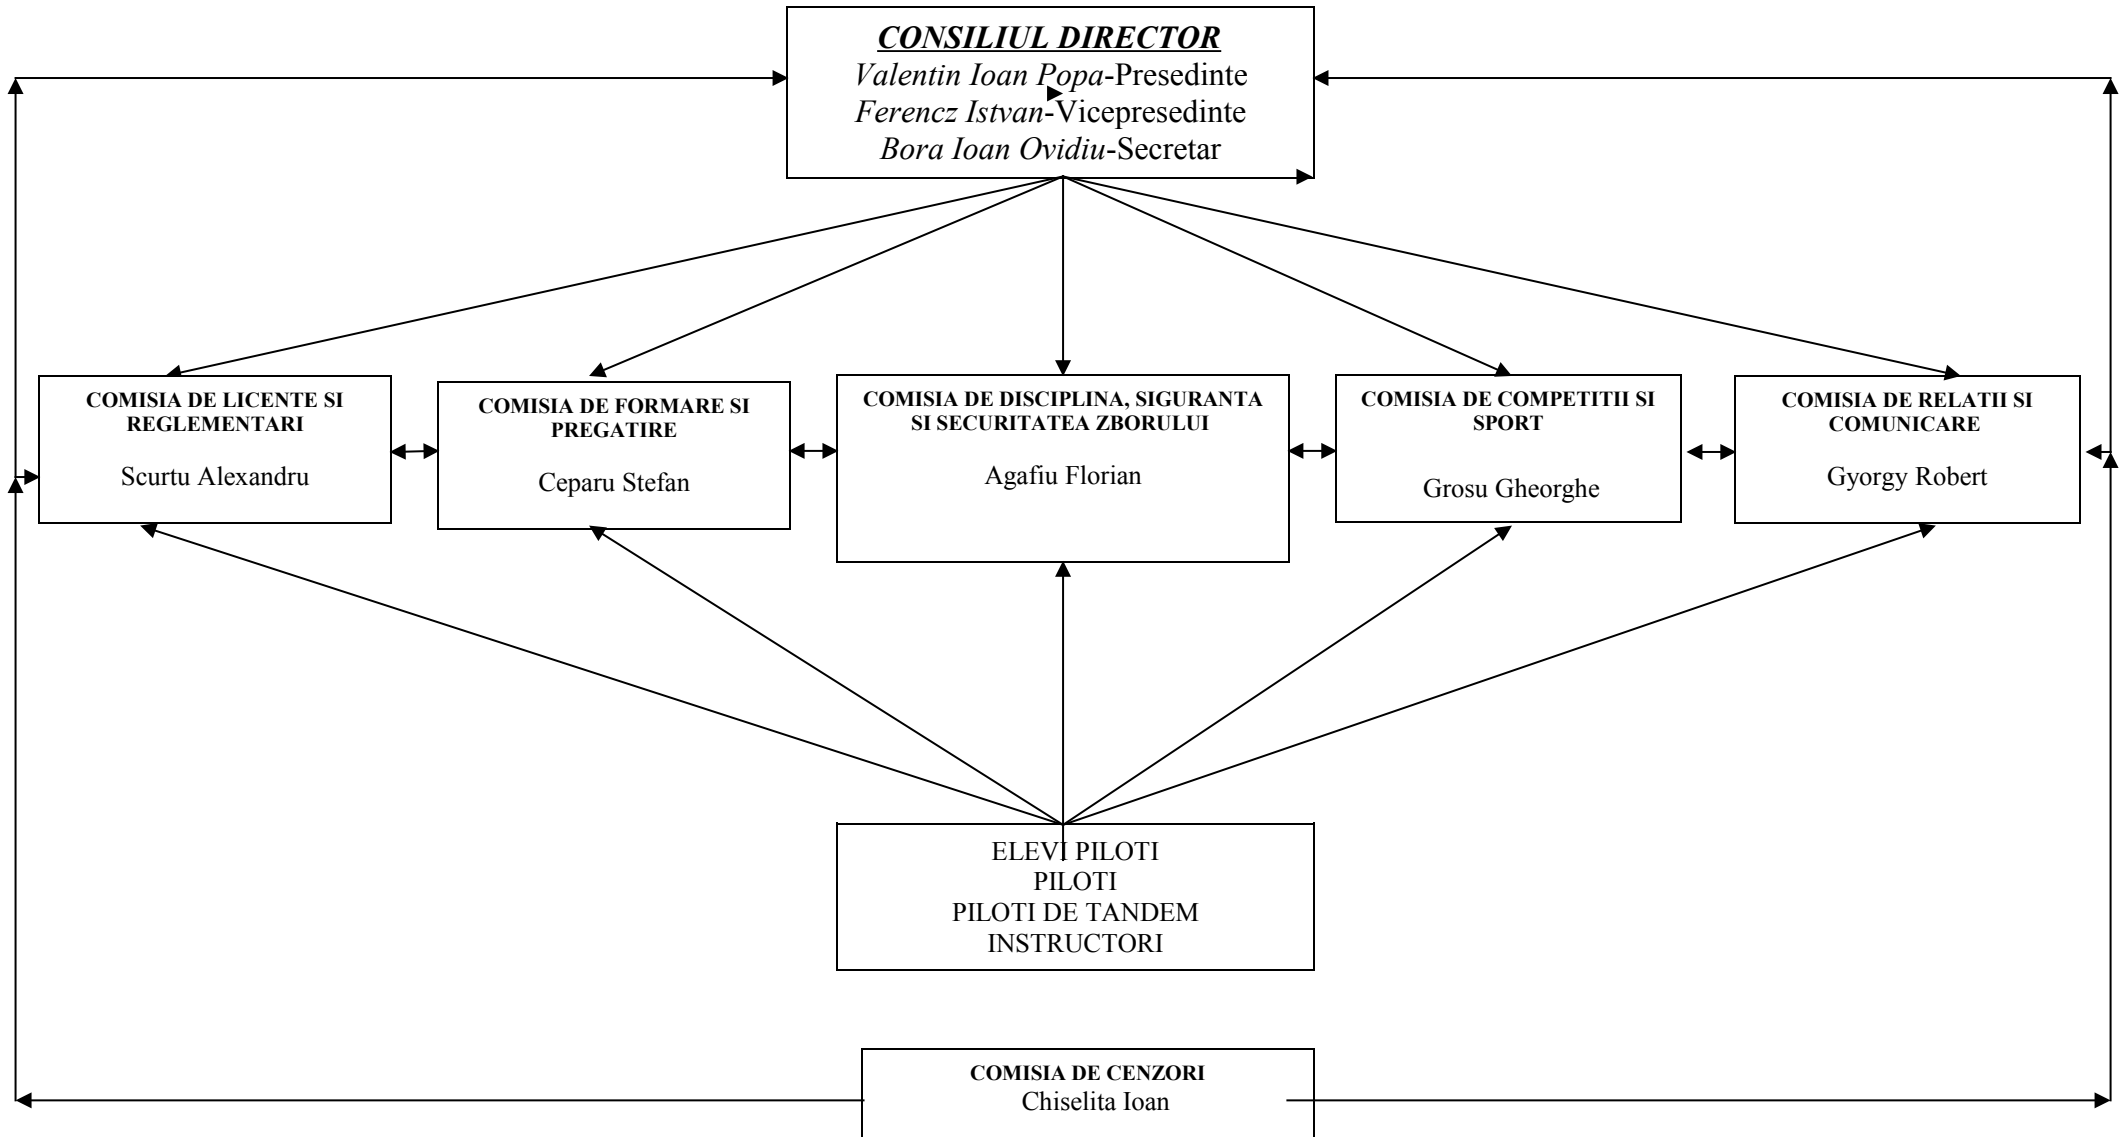 CONSILIUL DIRECTOR
Valentin Ioan Popa-Presedinte
Ferencz Istvan-Vicepresedinte
Bora Ioan Ovidiu-Secretar
COMISIA DE LICENTE SI
REGLEMENTARI
Scurtu Alexandru
COMISIA DE FORMARE SI
PREGATIRE
Ceparu Stefan
COMISIA DE DISCIPLINA, SIGURANTA
SI SECURITATEA ZBORULUI
Agafiu Florian
COMISIA DE COMPETITII SI
SPORT
Grosu Gheorghe
COMISIA DE RELATII SI
COMUNICARE
Gyorgy Robert
ELEVI PILOTI
PILOTI
PILOTI DE TANDEM
INSTRUCTORI
COMISIA DE CENZORI
Chiselita Ioan